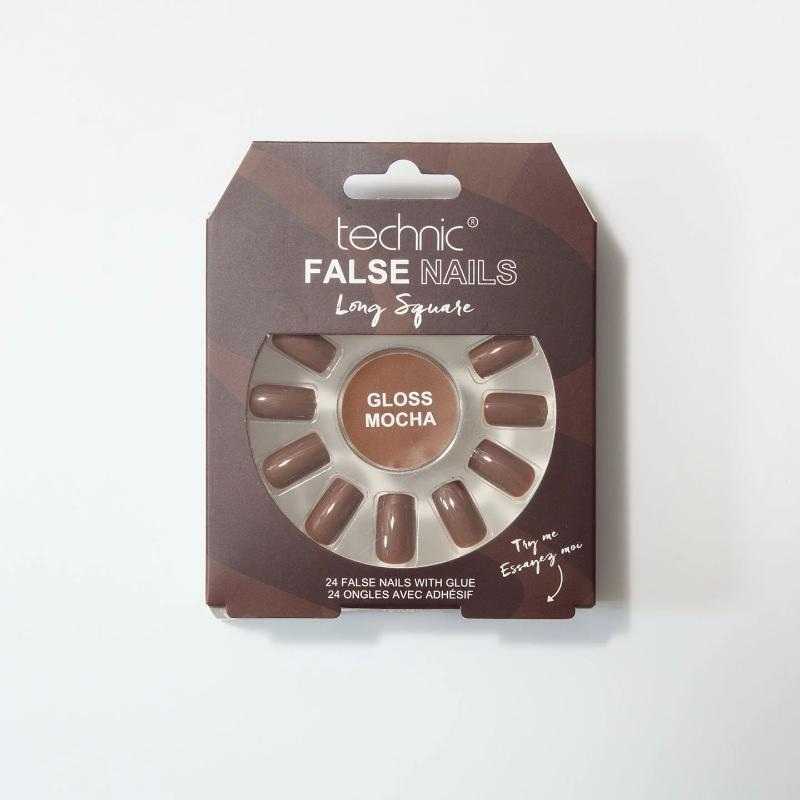 technic®
FALSE NAILS
Long Square
GLOSS
MOCHA
Try me
Essayez moi
24 FALSE NAILS WITH GLUE
24 ONGLES AVEC ADHÉSIF